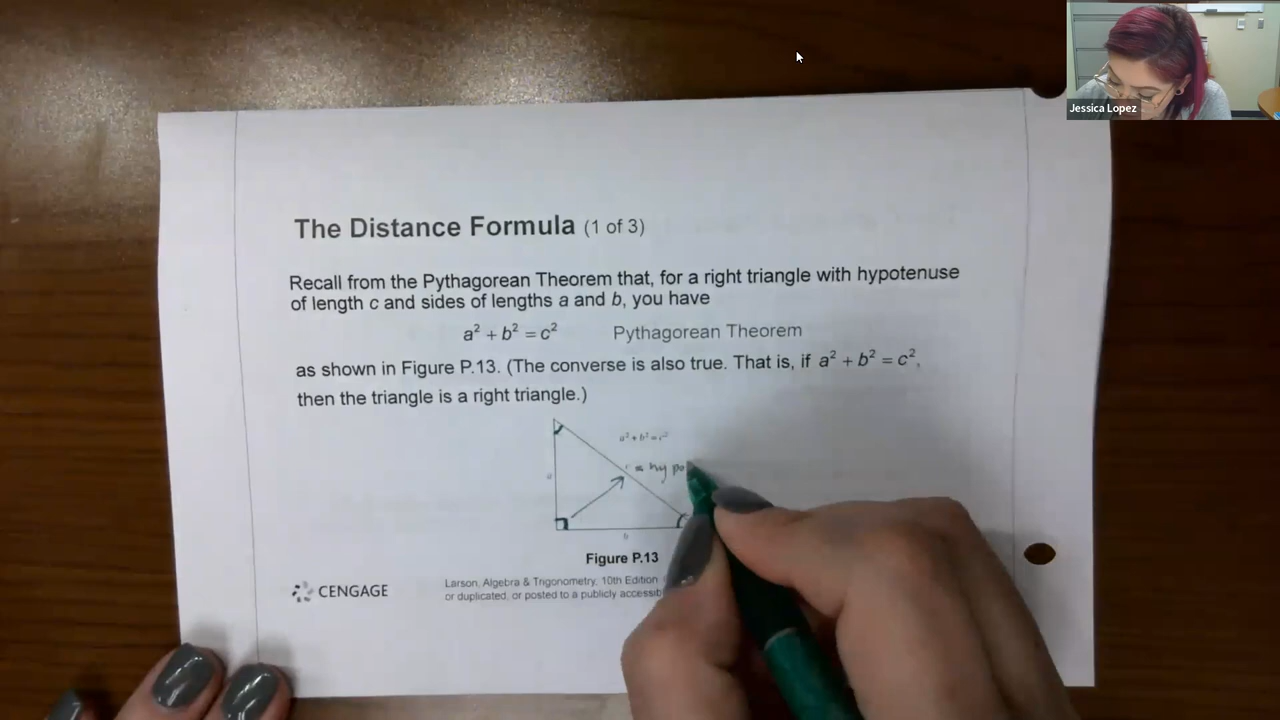 Jessica Lopez
The Distance Formula (1 of 3)
Recall from the Pythagorean Theorem that, for a right triangle with hypotenuse
of length c and sides of lengths a and b, you have
a² + b² = c² Pythagorean Theorem
as shown in Figure P.13. (The converse is also true. That is, if a² + b² = c²,
then the triangle is a right triangle.)
a² + b² = c²
a
c = hypo
b
Figure P.13
CENGAGE
Larson, Algebra & Trigonometry, 10th Edition
or duplicated, or posted to a publicly